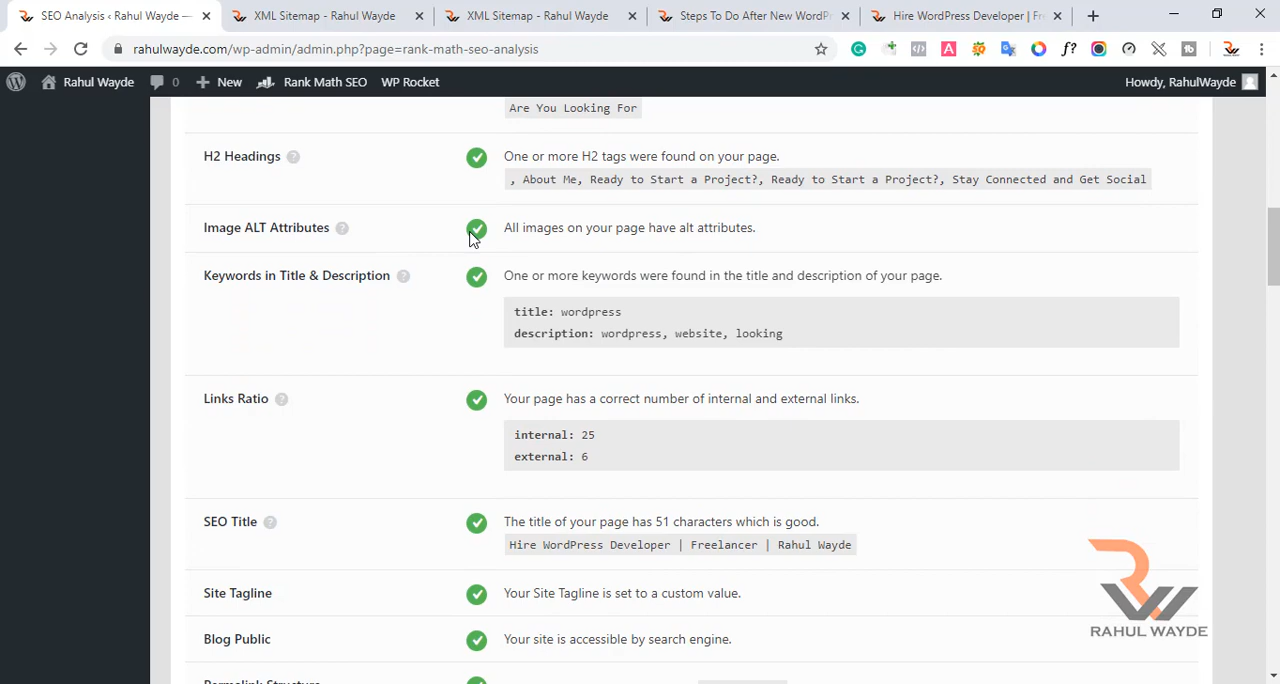 SEO Analysis ‹ Rahul Wayde —
XML Sitemap - Rahul Wayde
XML Sitemap - Rahul Wayde
Steps To Do After New WordP
Hire WordPress Developer | Fr
rahulwayde.com/wp-admin/admin.php?page=rank-math-seo-analysis
Rahul Wayde 0 New Rank Math SEO WP Rocket Howdy, RahulWayde
Are You Looking For
H2 Headings ? One or more H2 tags were found on your page.
, About Me, Ready to Start a Project?, Ready to Start a Project?, Stay Connected and Get Social
Image ALT Attributes ? All images on your page have alt attributes.
Keywords in Title & Description ? One or more keywords were found in the title and description of your page.
title: wordpress
description: wordpress, website, looking
Links Ratio ? Your page has a correct number of internal and external links.
internal: 25
external: 6
SEO Title ? The title of your page has 51 characters which is good.
Hire WordPress Developer | Freelancer | Rahul Wayde
Site Tagline Your Site Tagline is set to a custom value.
RAHUL WAYDE
Blog Public Your site is accessible by search engine.
Permalink Structure